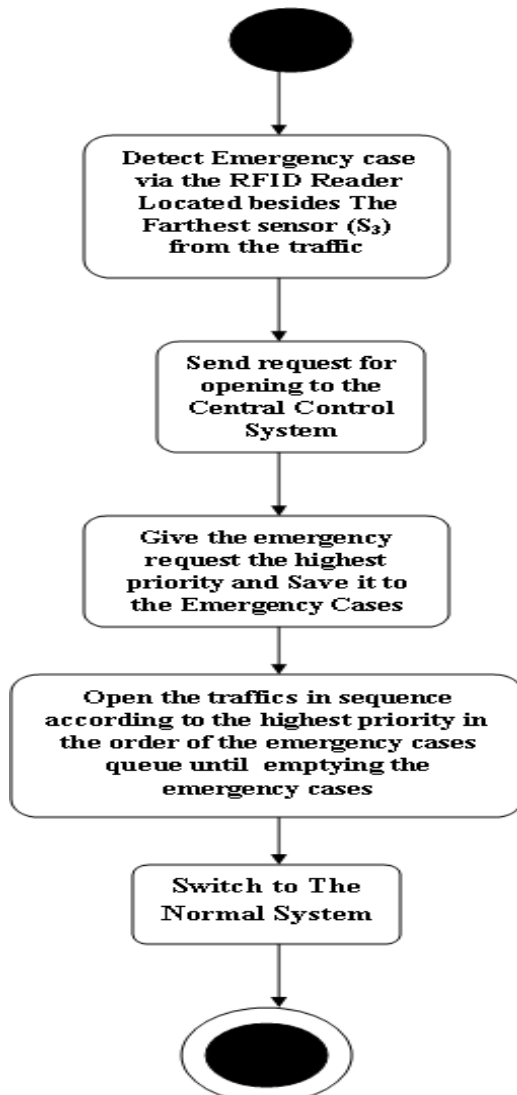 Detect Emergency case
via the RFID Reader
Located besides The
Farthest sensor (S₃)
from the traffic
Send request for
opening to the
Central Control
System
Give the emergency
request the highest
priority and Save it to
the Emergency Cases
Open the traffics in sequence
according to the highest priority in
the order of the emergency cases
queue until emptying the
emergency cases
Switch to The
Normal System